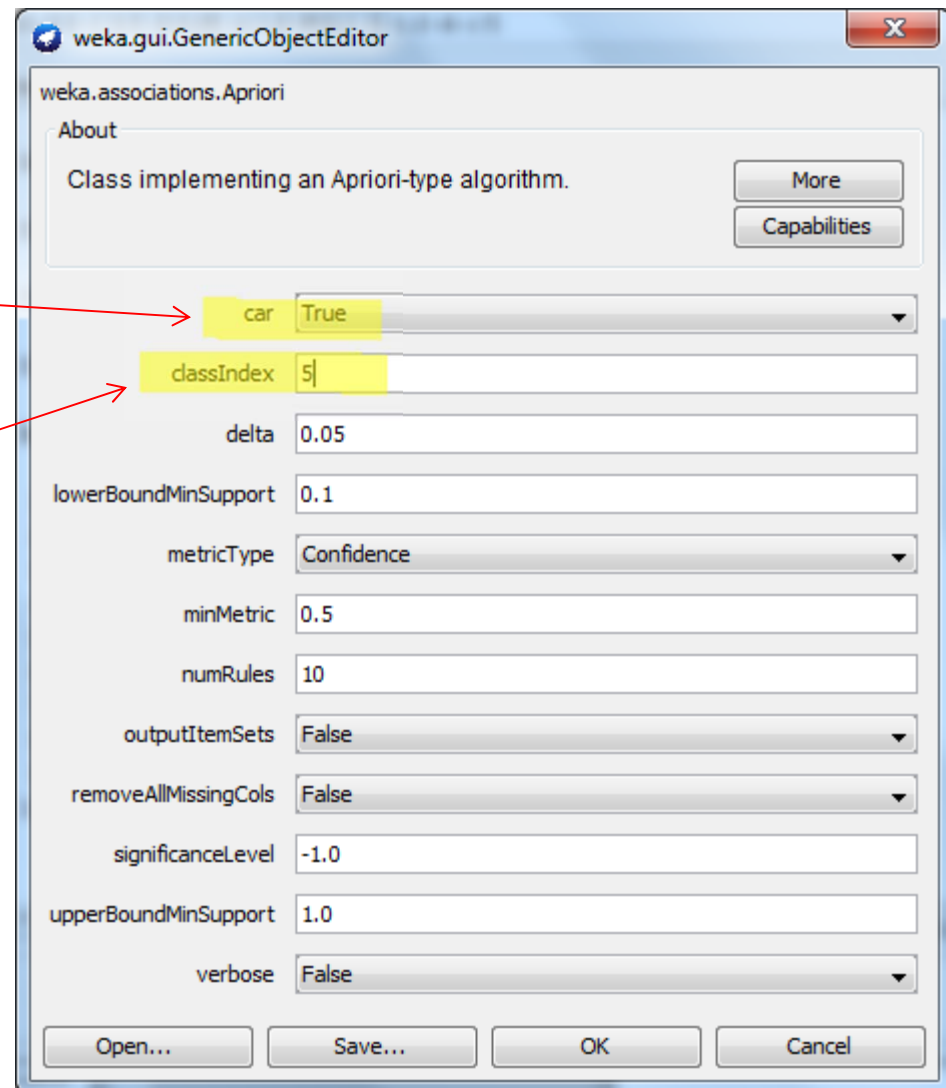 weka.gui.GenericObjectEditor
weka.associations.Apriori
About
Class implementing an Apriori-type algorithm.
More
Capabilities
car True
classIndex 5
delta 0.05
lowerBoundMinSupport 0.1
metricType Confidence
minMetric 0.5
numRules 10
outputItemSets False
removeAllMissingCols False
significanceLevel -1.0
upperBoundMinSupport 1.0
verbose False
Open... Save... OK Cancel